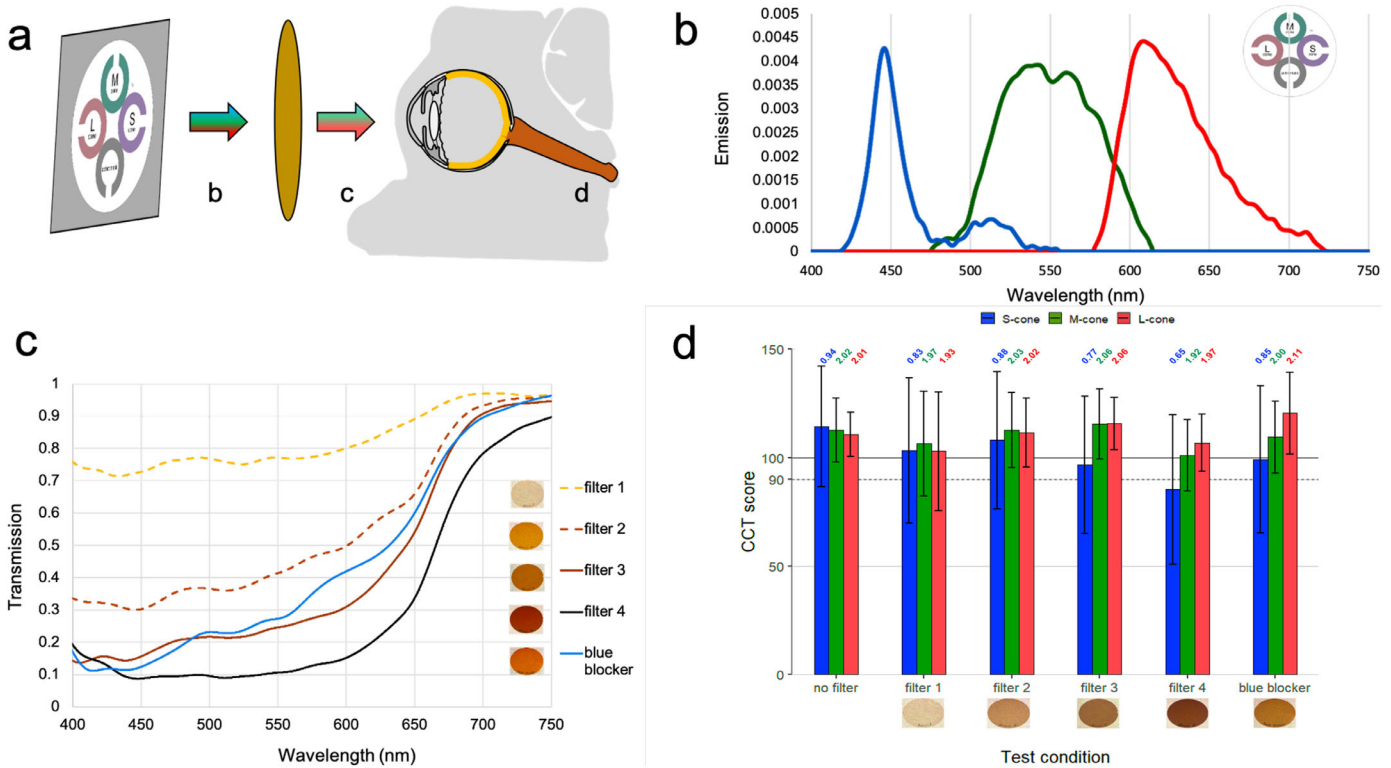 a
M
CONE
L
CONE
S
CONE
b
c
d
b
0.005
0.0045
0.004
0.0035
0.003
0.0025
0.002
0.0015
0.001
0.0005
0
Emission
400
450
500
550
600
650
700
750
Wavelength (nm)
M
L
S
c
1
0.9
0.8
0.7
0.6
0.5
0.4
0.3
0.2
0.1
0
Transmission
400
450
500
550
600
650
700
750
Wavelength (nm)
filter 1
filter 2
filter 3
filter 4
blue
blocker
S-cone M-cone L-cone
d
150
100
90
50
0
CCT score
0.94 2.02 2.01
0.83 1.97 1.93
0.88 2.03 2.02
0.77 2.06 2.06
0.65 1.92 1.97
0.85 2.00 2.11
no filter filter 1 filter 2 filter 3 filter 4 blue blocker
Test condition